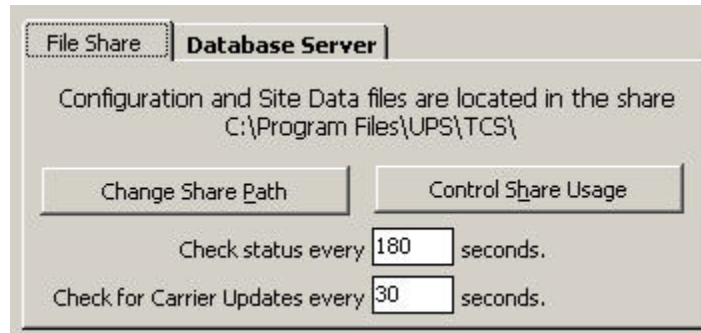 File Share
Database Server
Configuration and Site Data files are located in the share
C:\Program Files\UPS\TCS\
Change Share Path
Control Share Usage
Check status every 180 seconds.
Check for Carrier Updates every 30 seconds.